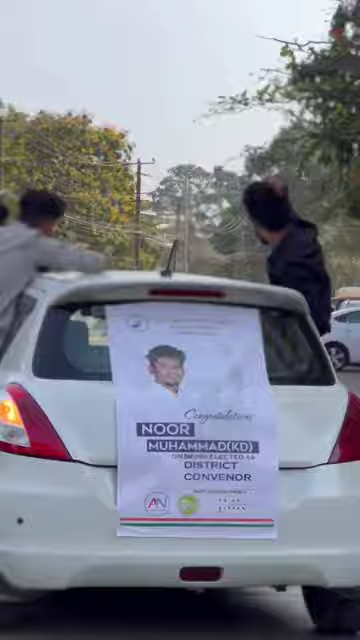 Congratulations
NOOR
MUHAMMAD(KD)
ON BEING ELECTED AS
DISTRICT
CONVENOR